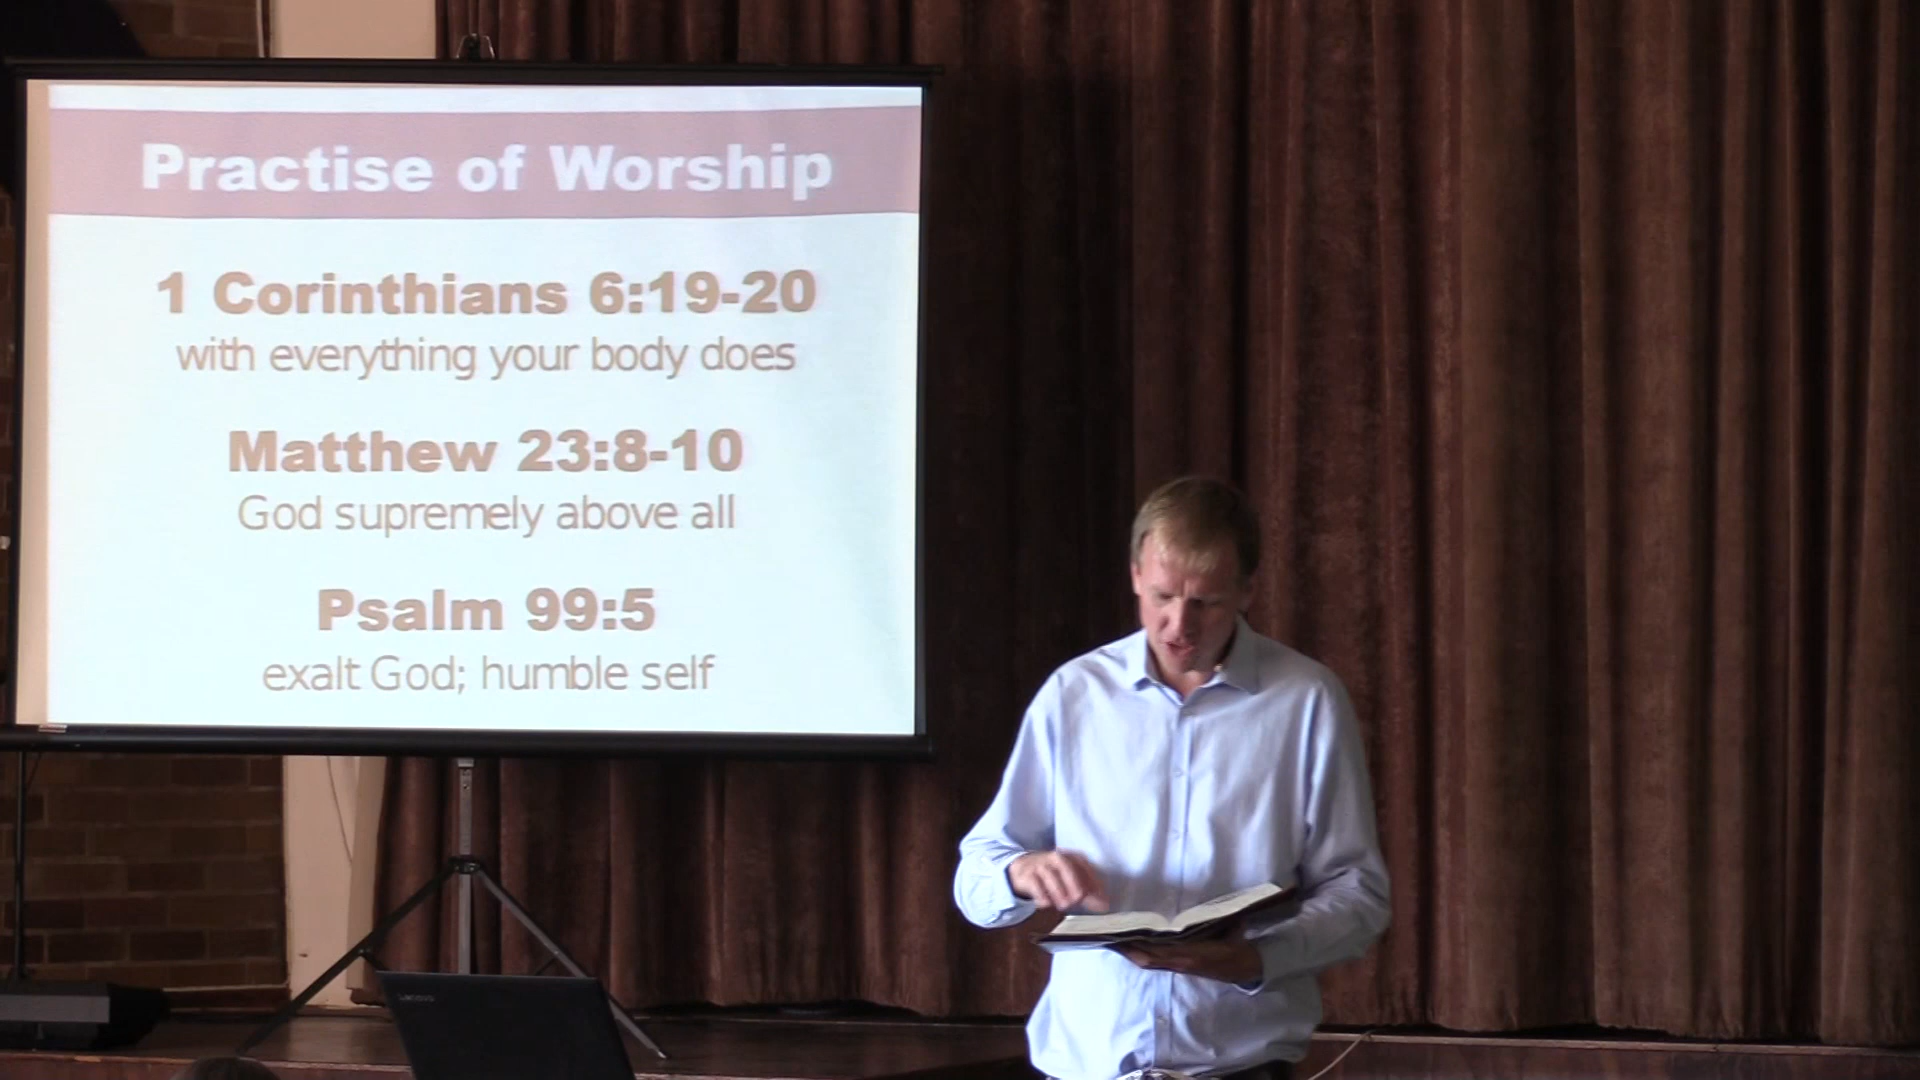 Practise of Worship
1 Corinthians 6:19-20
with everything your body does
Matthew 23:8-10
God supremely above all
Psalm 99:5
exalt God; humble self
Lenovo